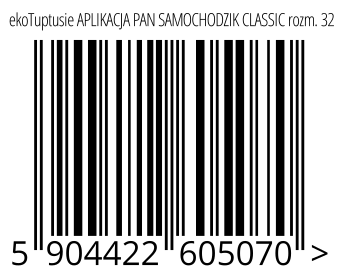 ekoTuptusie APLIKACJA PAN SAMOCHODZIK CLASSIC rozm. 32
5 904422 605070 >